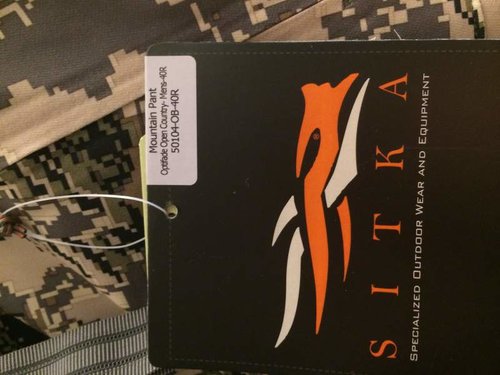 Mountain Pant
Optifade Open Country- Mens-40R
50104-OB-40R
SITKA
SPECIALIZED OUTDOOR WEAR AND EQUIPMENT